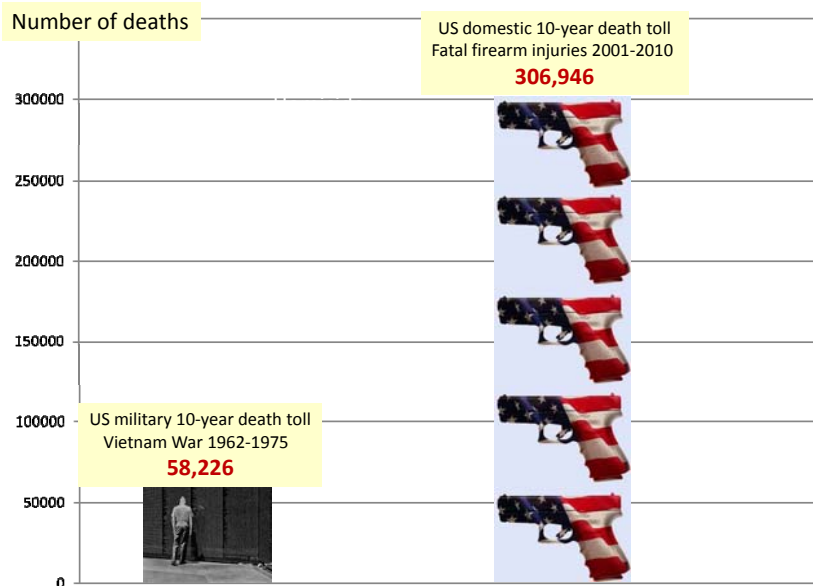 Number of deaths
US domestic 10-year death toll
Fatal firearm injuries 2001-2010
306,946
300000
250000
200000
150000
100000
US military 10-year death toll
Vietnam War 1962-1975
58,226
50000
0